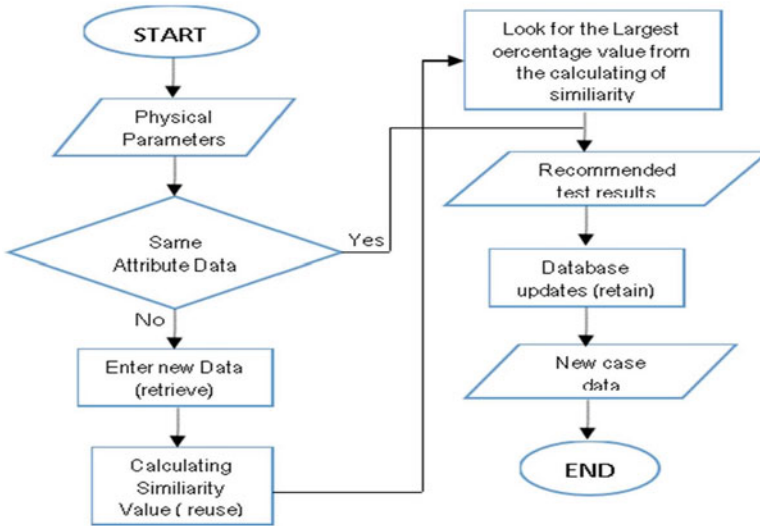 START
Physical
Parameters
Same
Attribute Data
Yes
No
Enter new Data
(retrieve)
Calculating
Similiarity
Value ( reuse)
Look for the Largest
oercentage value from
the calculating of
similiarity
Recommended
test results
Database
updates (retain)
New case
data
END